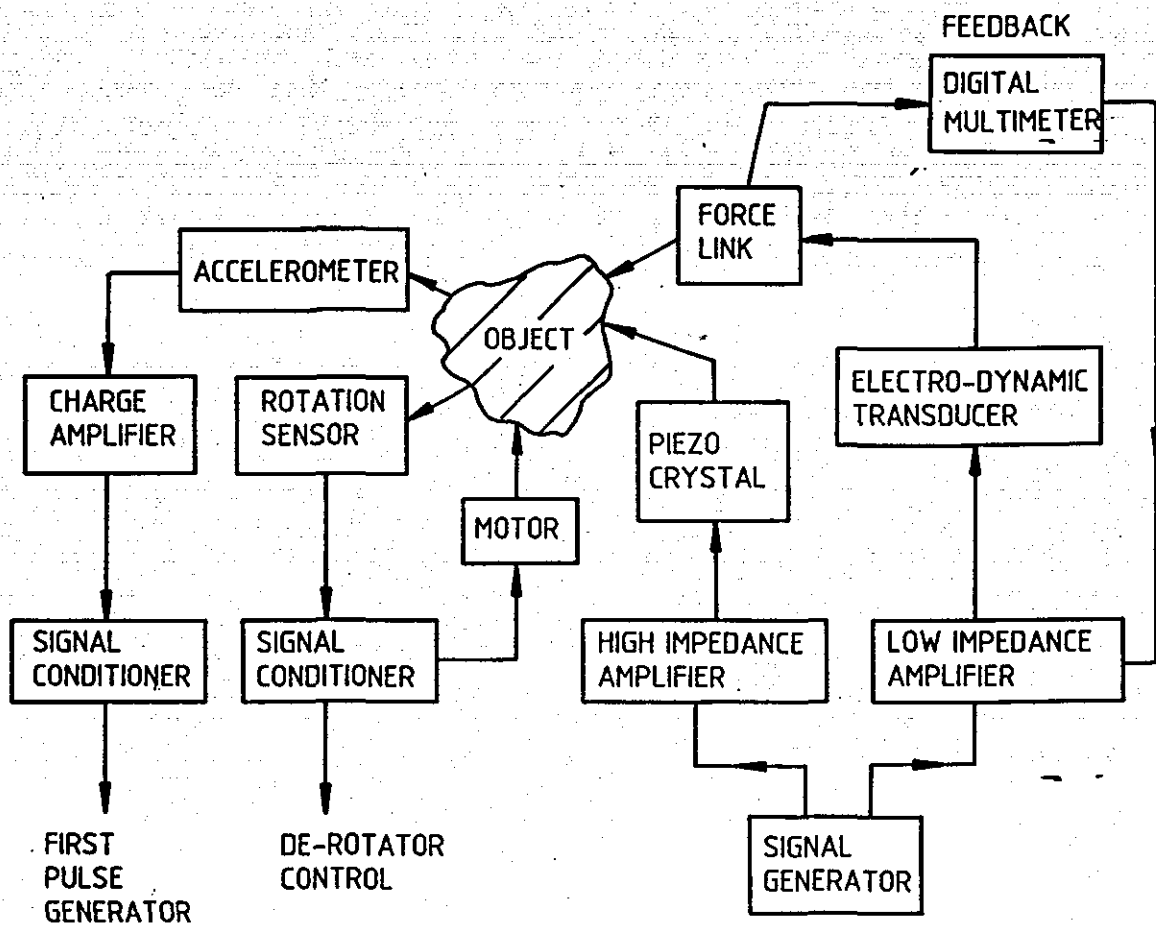 FEEDBACK
DIGITAL
MULTIMETER
FORCE
LINK
ACCELEROMETER
OBJECT
ELECTRO-DYNAMIC
TRANSDUCER
CHARGE
AMPLIFIER
ROTATION
SENSOR
PIEZO
CRYSTAL
MOTOR
SIGNAL
CONDITIONER
SIGNAL
CONDITIONER
HIGH IMPEDANCE
AMPLIFIER
LOW IMPEDANCE
AMPLIFIER
FIRST
PULSE
GENERATOR
DE-ROTATOR
CONTROL
SIGNAL
GENERATOR